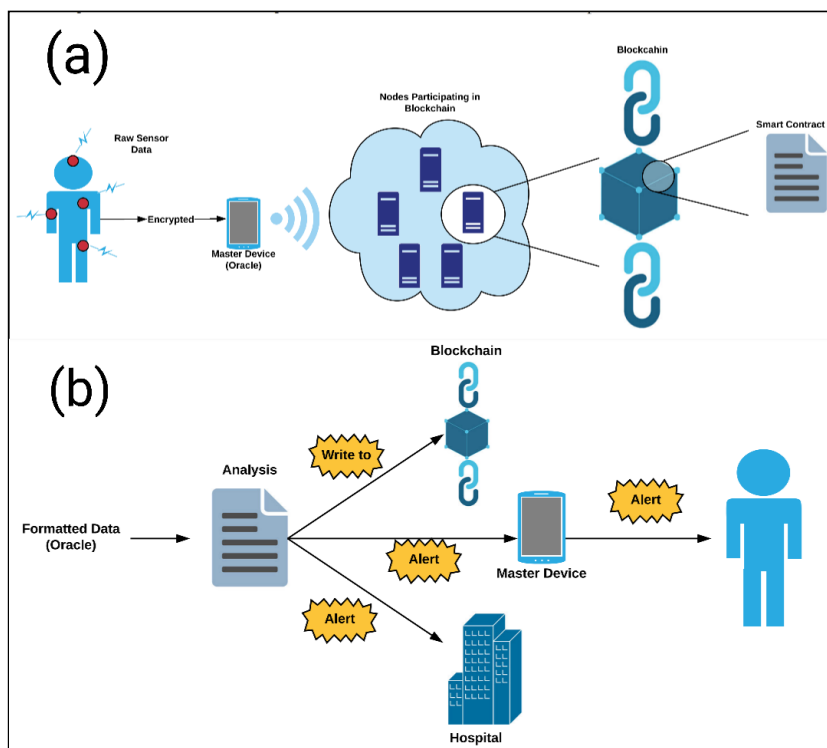 (a)
Raw Sensor
Data
Encrypted
Master Device
(Oracle)
Nodes Participating in
Blockchain
Blockcahin
Smart Contract
(b)
Formatted Data
(Oracle)
Analysis
Write to
Blockchain
Alert
Master Device
Alert
Alert
Hospital